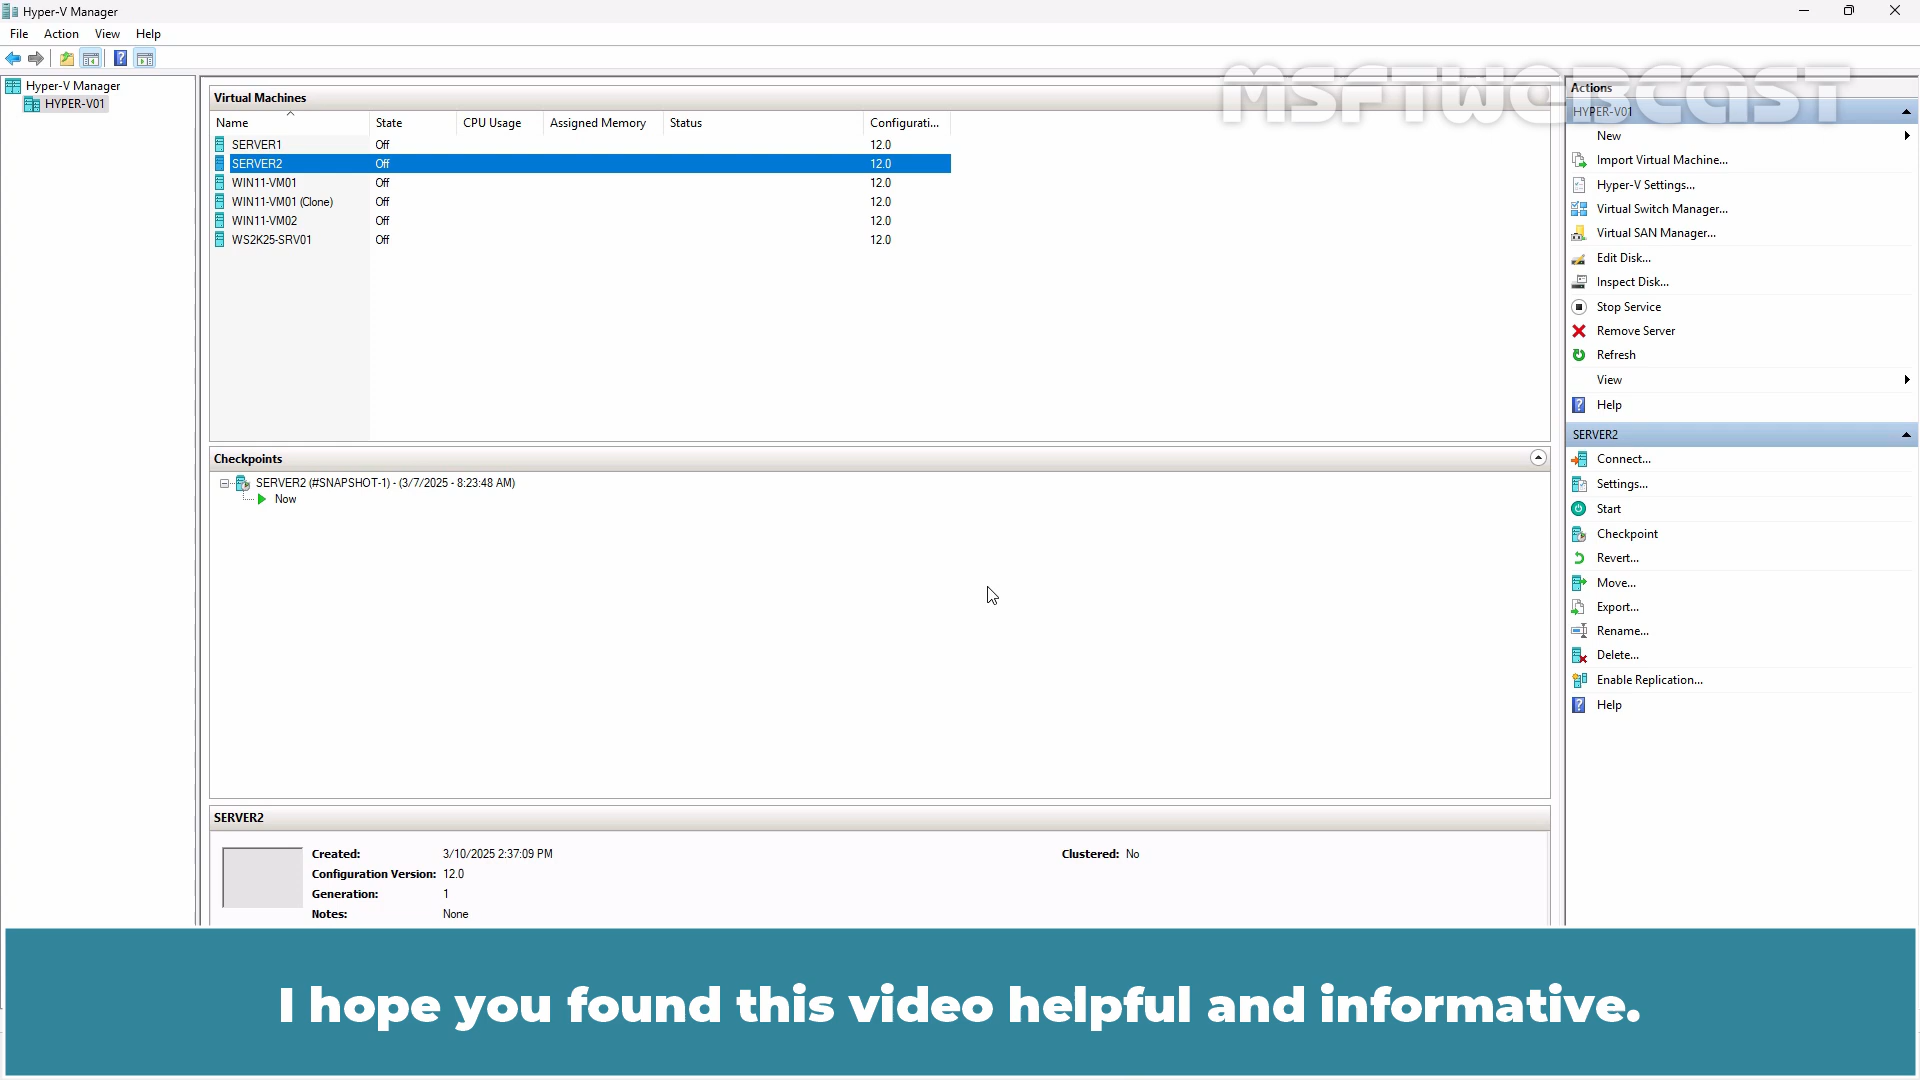 Hyper-V Manager
File Action View Help
Hyper-V Manager
HYPER-V01
Virtual Machines
Name State CPU Usage Assigned Memory Status Configurati...
SERVER1 Off 12.0
SERVER2 Off 12.0
WIN11-VM01 Off 12.0
WIN11-VM01 (Clone) Off 12.0
WIN11-VM02 Off 12.0
WS2K25-SRV01 Off 12.0
Checkpoints
SERVER2 (#SNAPSHOT-1) - (3/7/2025 - 8:23:48 AM)
Now
SERVER2
Created: 3/10/2025 2:37:09 PM Clustered: No
Configuration Version: 12.0
Generation: 1
Notes: None
MSFTWEBCAST
Actions
HYPER-V01
New
Import Virtual Machine...
Hyper-V Settings...
Virtual Switch Manager...
Virtual SAN Manager...
Edit Disk...
Inspect Disk...
Stop Service
Remove Server
Refresh
View
Help
SERVER2
Connect...
Settings...
Start
Checkpoint
Revert...
Move...
Export...
Rename...
Delete...
Enable Replication...
Help
I hope you found this video helpful and informative.